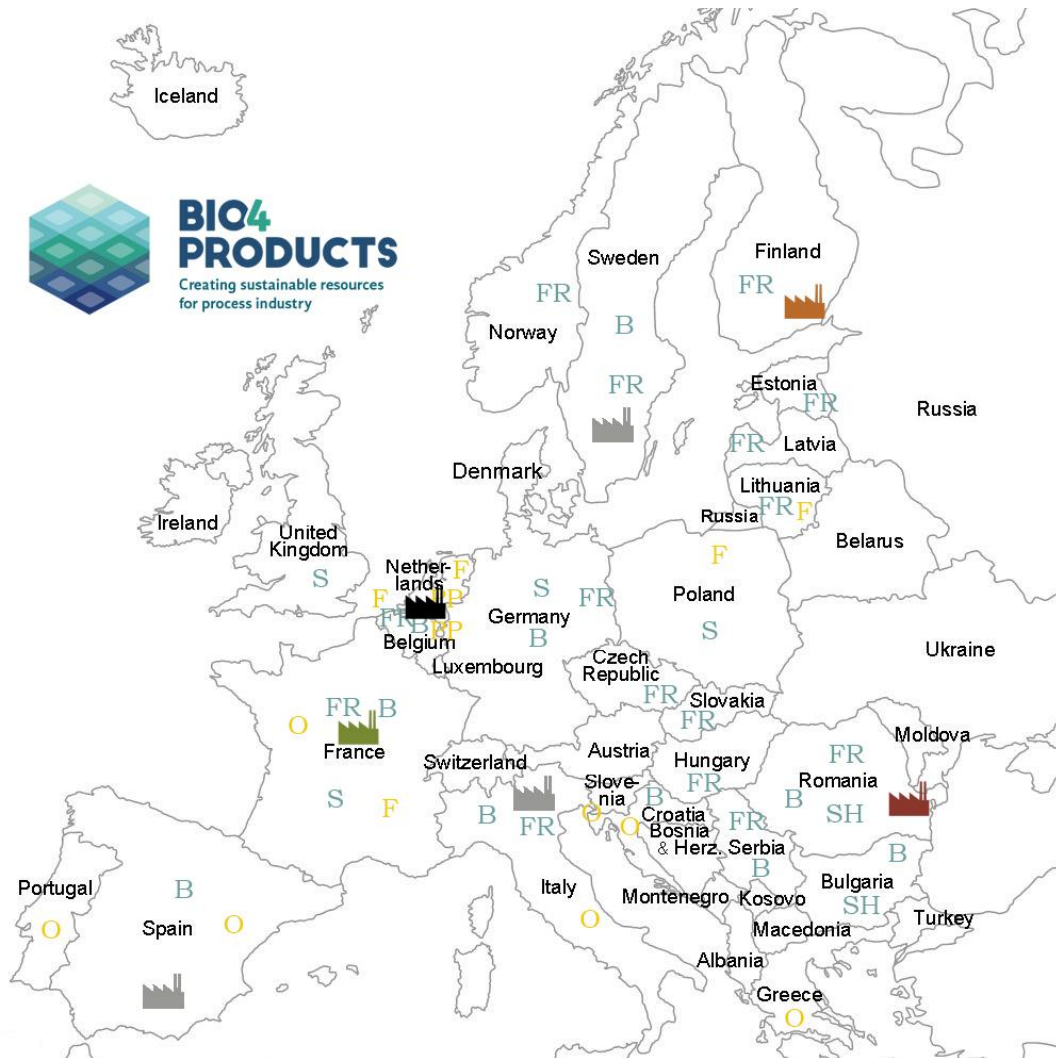 Iceland
BIO4
PRODUCTS
Creating sustainable resources
for process industry
Sweden
Finland
FR
FR
Norway
B
FR
Estonia
FR
Russia
FR
Latvia
Denmark
Lithuania
FR
F
Russia
Ireland
United
Kingdom
S
Belarus
F
Nether-
lands
F
F
PP
FR
B
PP
Belgium
S
FR
Germany
B
Poland
S
Luxembourg
Czech
Republic
FR
Ukraine
Slovakia
FR
FR
B
O
France
Switzerland
Austria
Hungary
FR
Moldova
FR
Romania
B
SH
S
F
B
FR
Slove-
nia
O
B
Croatia
O
Bosnia
& Herz.
FR
Serbia
B
B
Bulgaria
SH
Portugal
O
B
Spain
O
Italy
O
Montenegro
Kosovo
Macedonia
Turkey
Albania
Greece
O